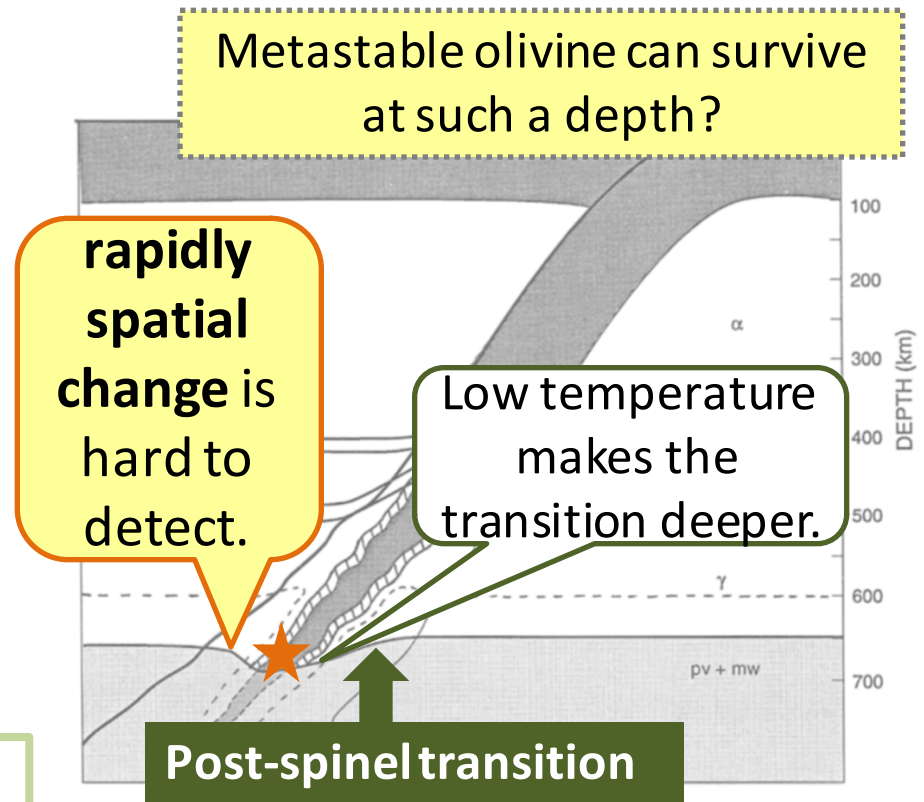 Metastable olivine can survive
at such a depth?
rapidly
spatial
change is
hard to
detect.
Low temperature
makes the
transition deeper.
α
γ
pv + mw
100
200
300
400
500
600
700
DEPTH (km)
Post-spinel transition